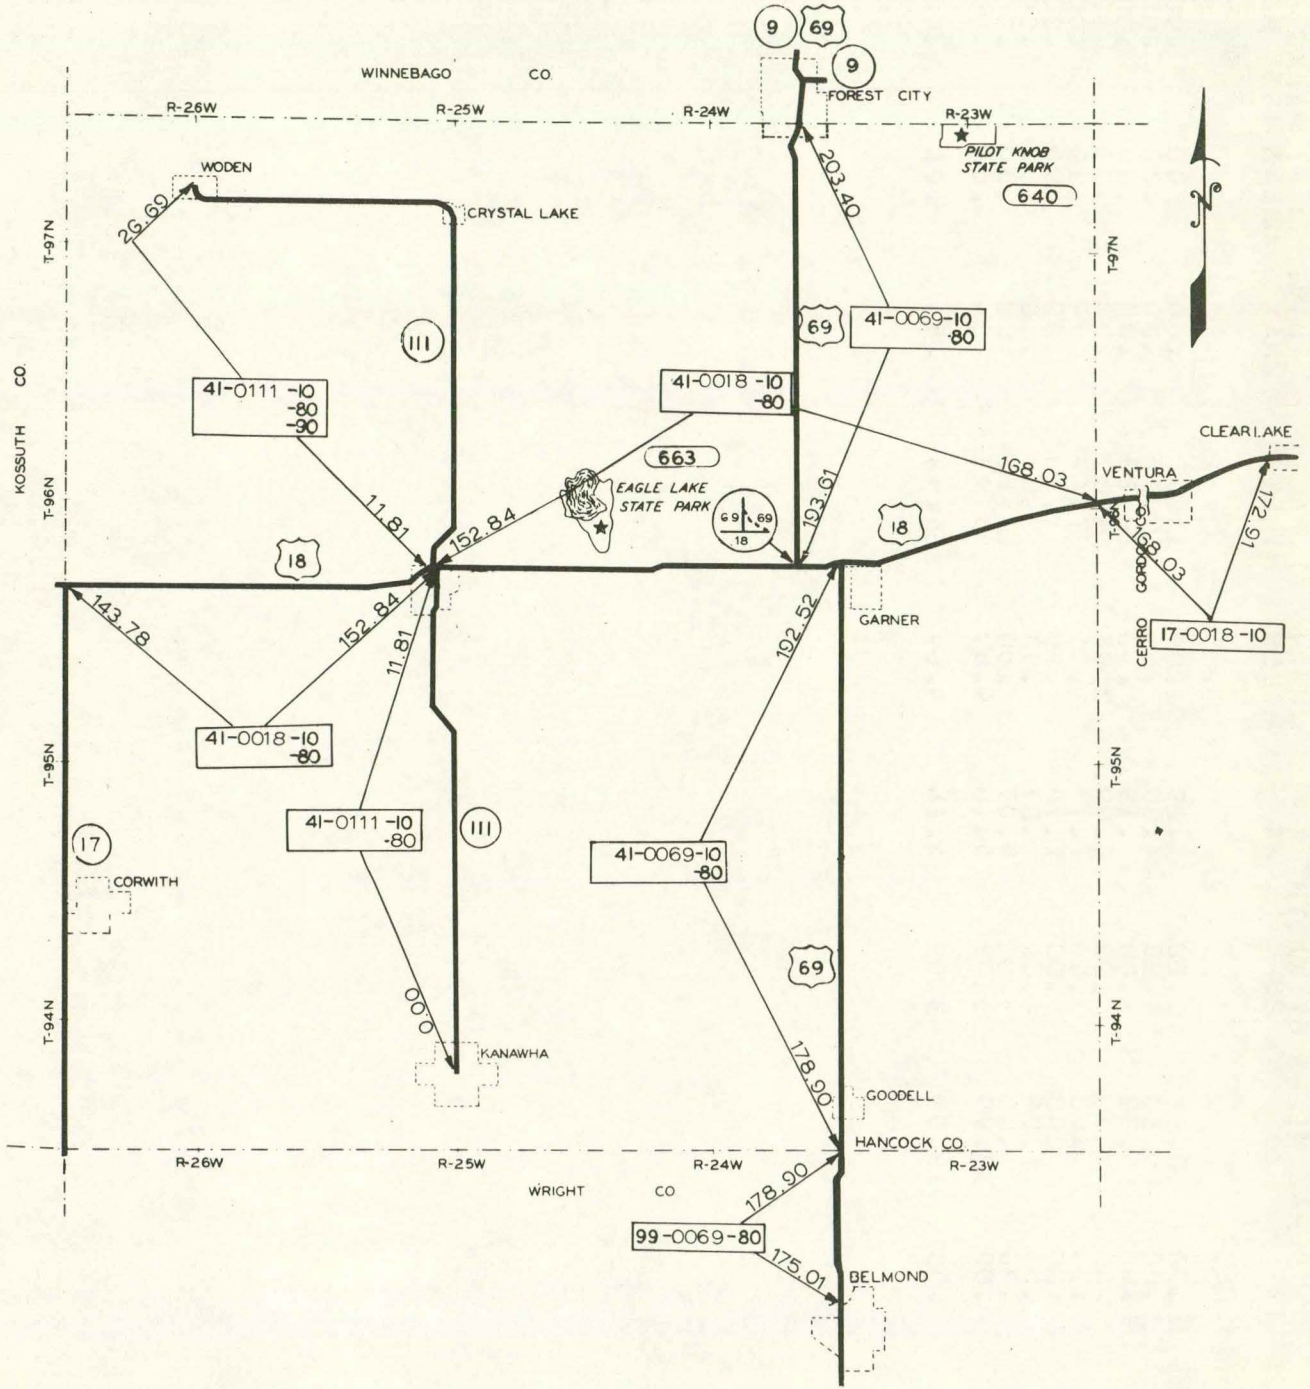 9
69
WINNEBAGO CO.
9
FOREST CITY
R-26W
R-25W
R-24W
R-23W
PILOT KNOB
STATE PARK
640
N
WODEN
CRYSTAL LAKE
26.69
203.40
T-97N
T-97N
111
69
41-0069-10
-80
41-0111-10
-80
-90
41-0018-10
-80
KOSSUTH CO.
CLEAR LAKE
663
EAGLE LAKE
STATE PARK
168.03
VENTURA
T-96N
T-96N
11.81
152.84
193.61
69 69
18
18
18
172.91
168.03
CERRO GORDO CO.
17-0018-10
143.78
152.84
11.81
192.52
GARNER
41-0018-10
-80
T-95N
T-95N
41-0111-10
-80
111
17
CORWITH
41-0069-10
-80
69
0.00
T-94N
T-94N
KANAWHA
178.90
GOODELL
HANCOCK CO.
R-26W
R-25W
R-24W
R-23W
WRIGHT CO
178.90
99-0069-80
175.01
BELMOND